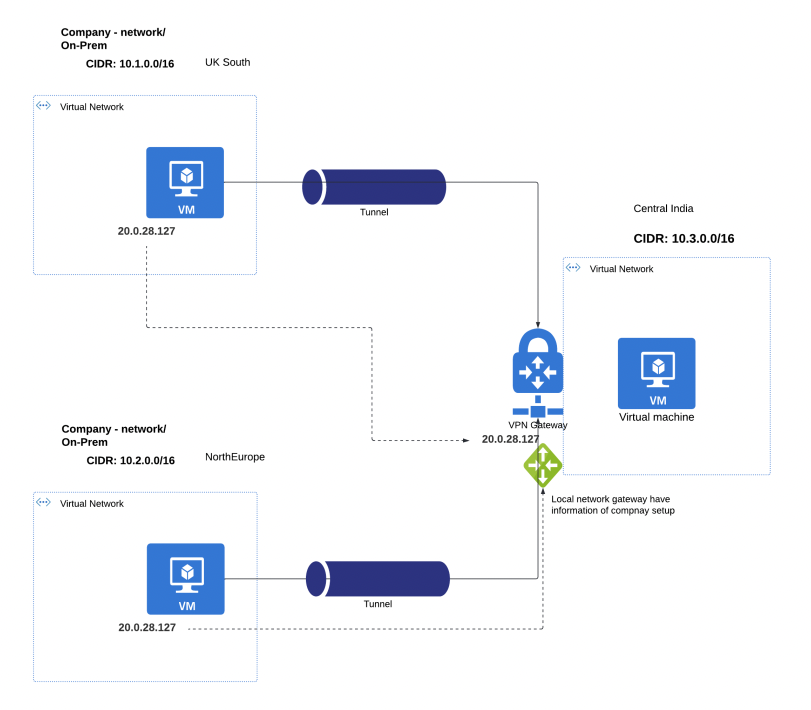 Company - network/
On-Prem
CIDR: 10.1.0.0/16
UK South
Virtual Network
VM
20.0.28.127
Tunnel
Central India
CIDR: 10.3.0.0/16
Virtual Network
VM
Virtual machine
VPN Gateway
20.0.28.127
Local network gateway have
information of compnay setup
Company - network/
On-Prem
CIDR: 10.2.0.0/16
NorthEurope
Virtual Network
VM
20.0.28.127
Tunnel